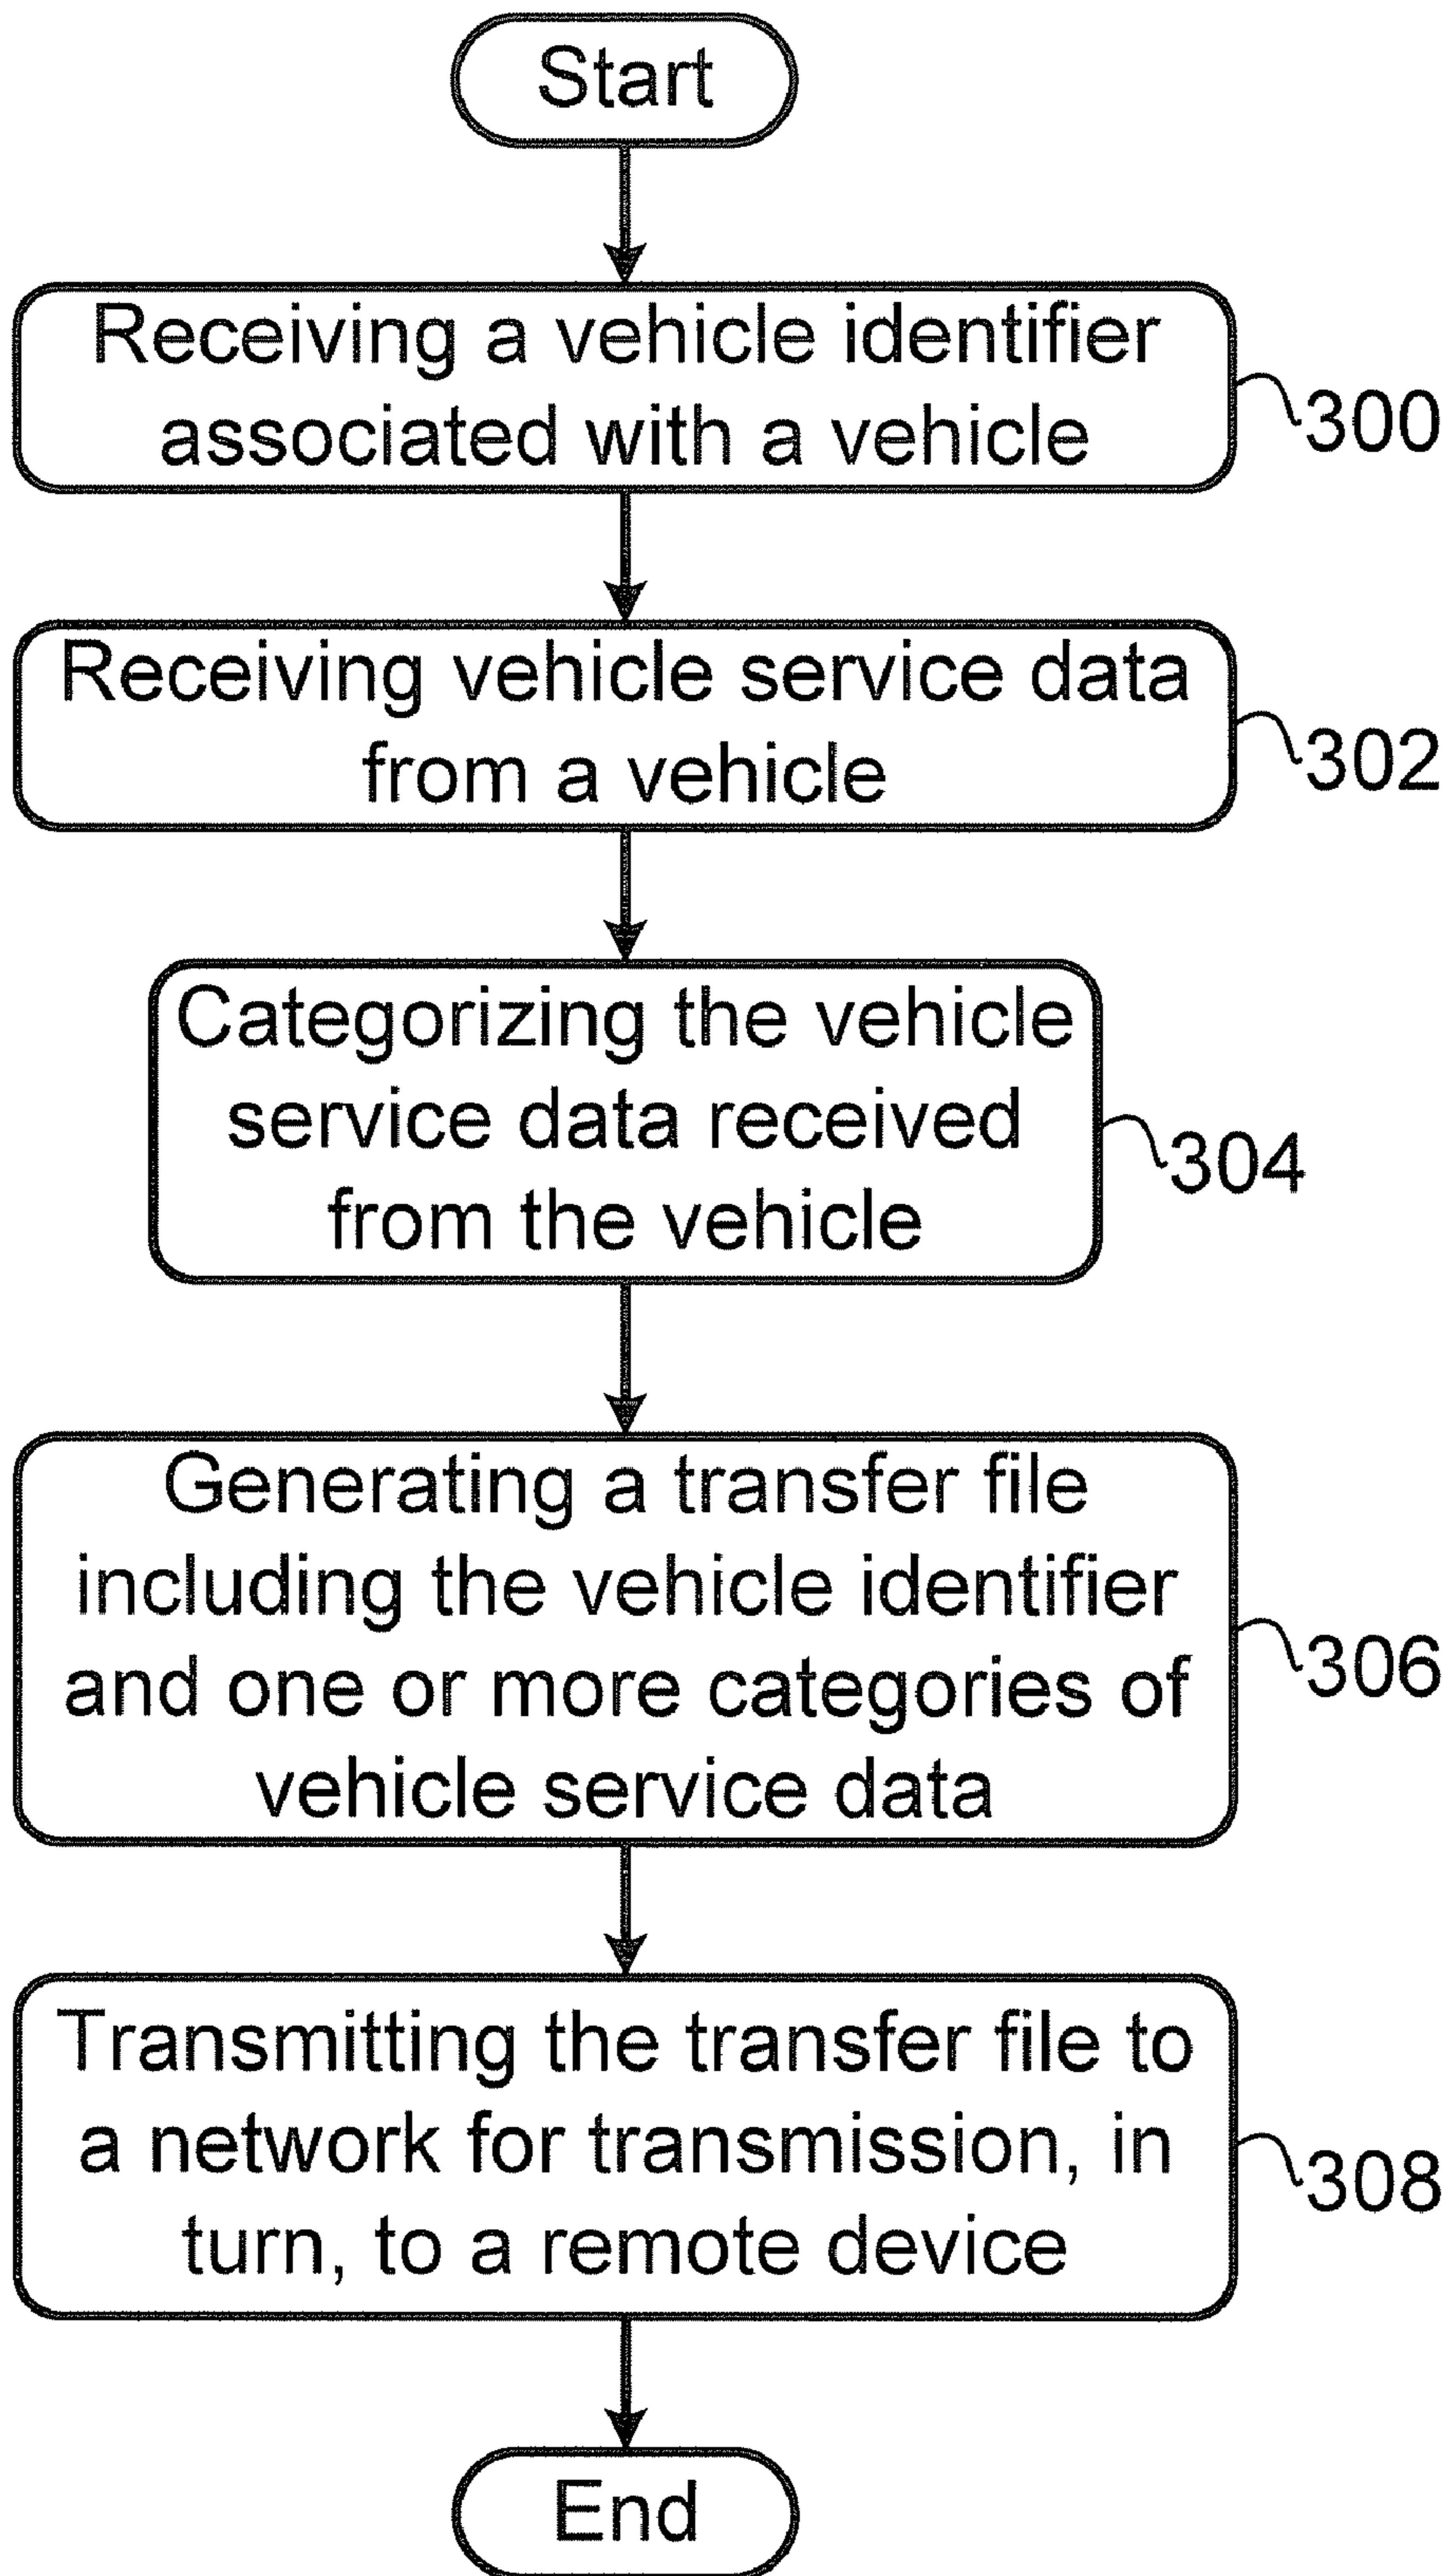 Start
Receiving a vehicle identifier
associated with a vehicle
300
Receiving vehicle service data
from a vehicle
302
Categorizing the vehicle
service data received
from the vehicle
304
Generating a transfer file
including the vehicle identifier
and one or more categories of
vehicle service data
306
Transmitting the transfer file to
a network for transmission, in
turn, to a remote device
308
End